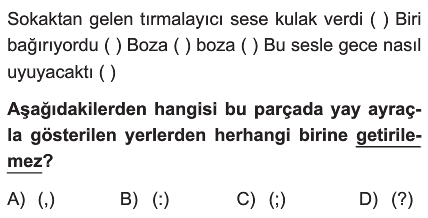 Sokaktan gelen tırmalayıcı sese kulak verdi ( ) Biri
bağırıyordu ( ) Boza ( ) boza ( ) Bu sesle gece nasıl
uyuyacaktı ( )
Aşağıdakilerden hangisi bu parçada yay ayraç-
la gösterilen yerlerden herhangi birine getirile-
mez?
A) (,) B) (:) C) (;) D) (?)